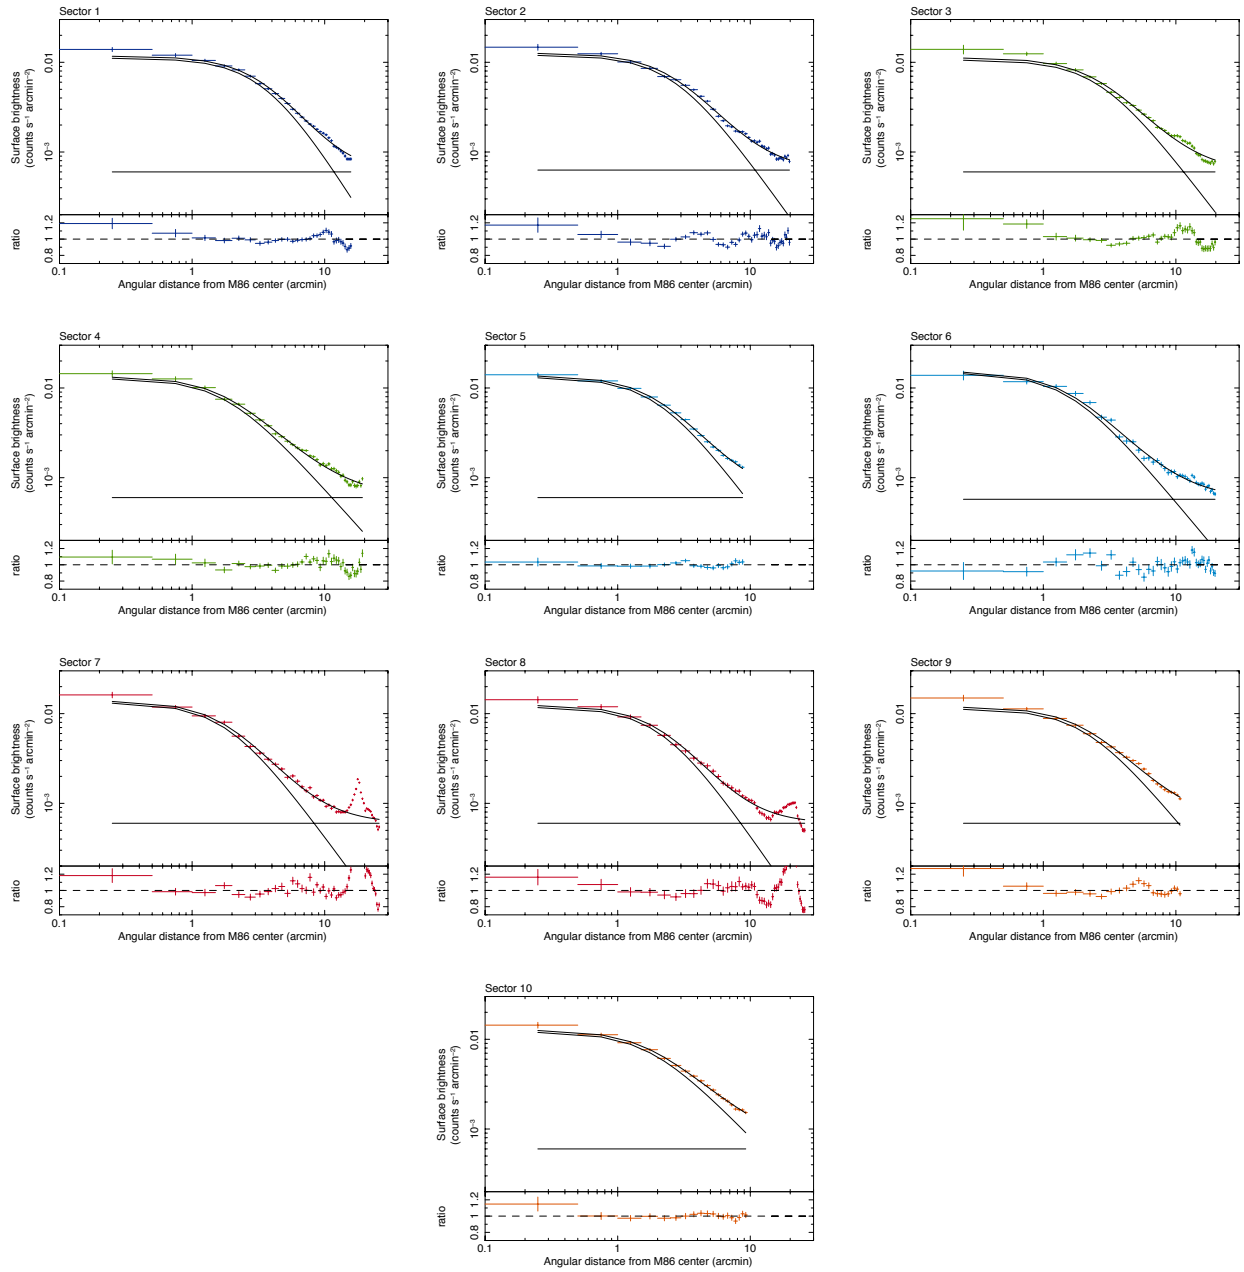 Sector 1
Surface brightness
(counts s⁻¹ arcmin⁻²)
0.01
10⁻³
ratio
0.8 1 1.2
0.1 1 10
Angular distance from M86 center (arcmin)
Sector 2
Surface brightness
(counts s⁻¹ arcmin⁻²)
0.01
10⁻³
ratio
0.8 1 1.2
0.1 1 10
Angular distance from M86 center (arcmin)
Sector 3
Surface brightness
(counts s⁻¹ arcmin⁻²)
0.01
10⁻³
ratio
0.8 1 1.2
0.1 1 10
Angular distance from M86 center (arcmin)
Sector 4
Surface brightness
(counts s⁻¹ arcmin⁻²)
0.01
10⁻³
ratio
0.8 1 1.2
0.1 1 10
Angular distance from M86 center (arcmin)
Sector 5
Surface brightness
(counts s⁻¹ arcmin⁻²)
0.01
10⁻³
ratio
0.8 1 1.2
0.1 1 10
Angular distance from M86 center (arcmin)
Sector 6
Surface brightness
(counts s⁻¹ arcmin⁻²)
0.01
10⁻³
ratio
0.8 1 1.2
0.1 1 10
Angular distance from M86 center (arcmin)
Sector 7
Surface brightness
(counts s⁻¹ arcmin⁻²)
0.01
10⁻³
ratio
0.8 1 1.2
0.1 1 10
Angular distance from M86 center (arcmin)
Sector 8
Surface brightness
(counts s⁻¹ arcmin⁻²)
0.01
10⁻³
ratio
0.8 1 1.2
0.1 1 10
Angular distance from M86 center (arcmin)
Sector 9
Surface brightness
(counts s⁻¹ arcmin⁻²)
0.01
10⁻³
ratio
0.8 1 1.2
0.1 1 10
Angular distance from M86 center (arcmin)
Sector 10
Surface brightness
(counts s⁻¹ arcmin⁻²)
0.01
10⁻³
ratio
0.8 1 1.2
0.1 1 10
Angular distance from M86 center (arcmin)